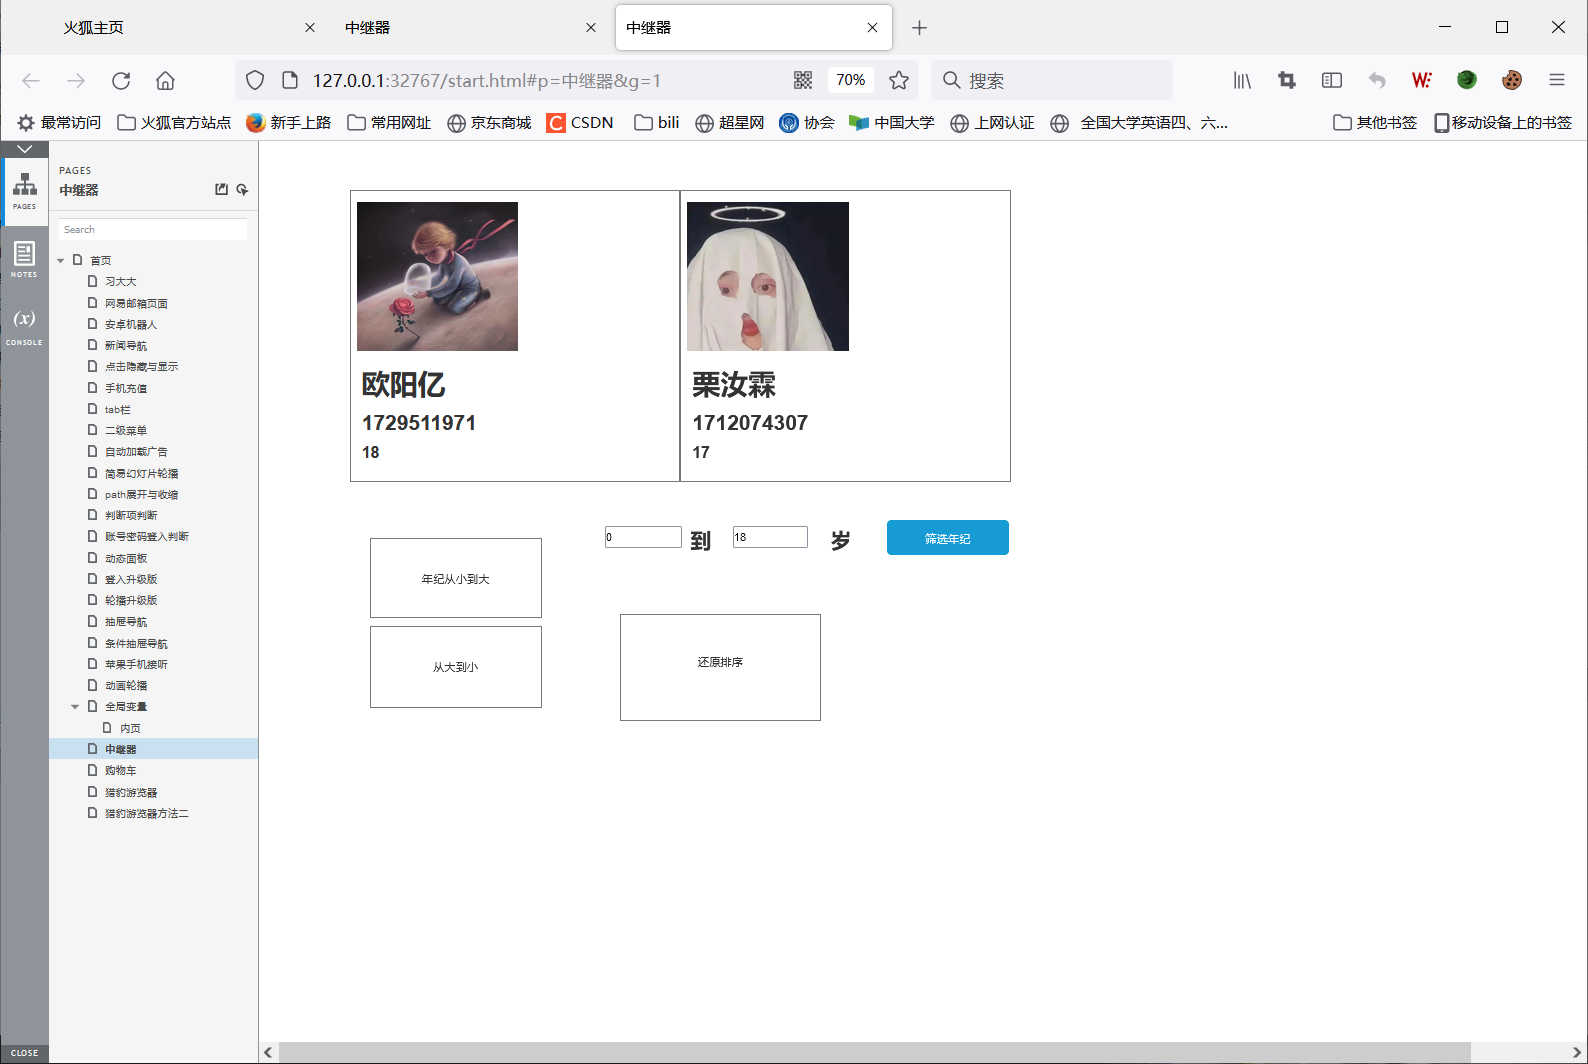 火狐主页
中继器
中继器
127.0.0.1:32767/start.html#p=中继器&g=1
70%
搜索
最常访问
火狐官方站点
新手上路
常用网址
京东商城
CSDN
bili
超星网
协会
中国大学
上网认证
全国大学英语四、六...
其他书签
移动设备上的书签
PAGES
NOTES
(x)
CONSOLE
CLOSE
PAGES
中继器
Search
首页
习大大
网易邮箱页面
安卓机器人
新闻导航
点击隐藏与显示
手机充值
tab栏
二级菜单
自动加载广告
简易幻灯片轮播
path展开与收缩
判断项判断
账号密码登入判断
动态面板
登入升级版
轮播升级版
抽屉导航
条件抽屉导航
苹果手机接听
动画轮播
全局变量
内页
中继器
购物车
猎豹游览器
猎豹游览器方法二
欧阳亿
1729511971
18
栗汝霖
1712074307
17
0 到 18 岁
筛选年纪
年纪从小到大
从大到小
还原排序